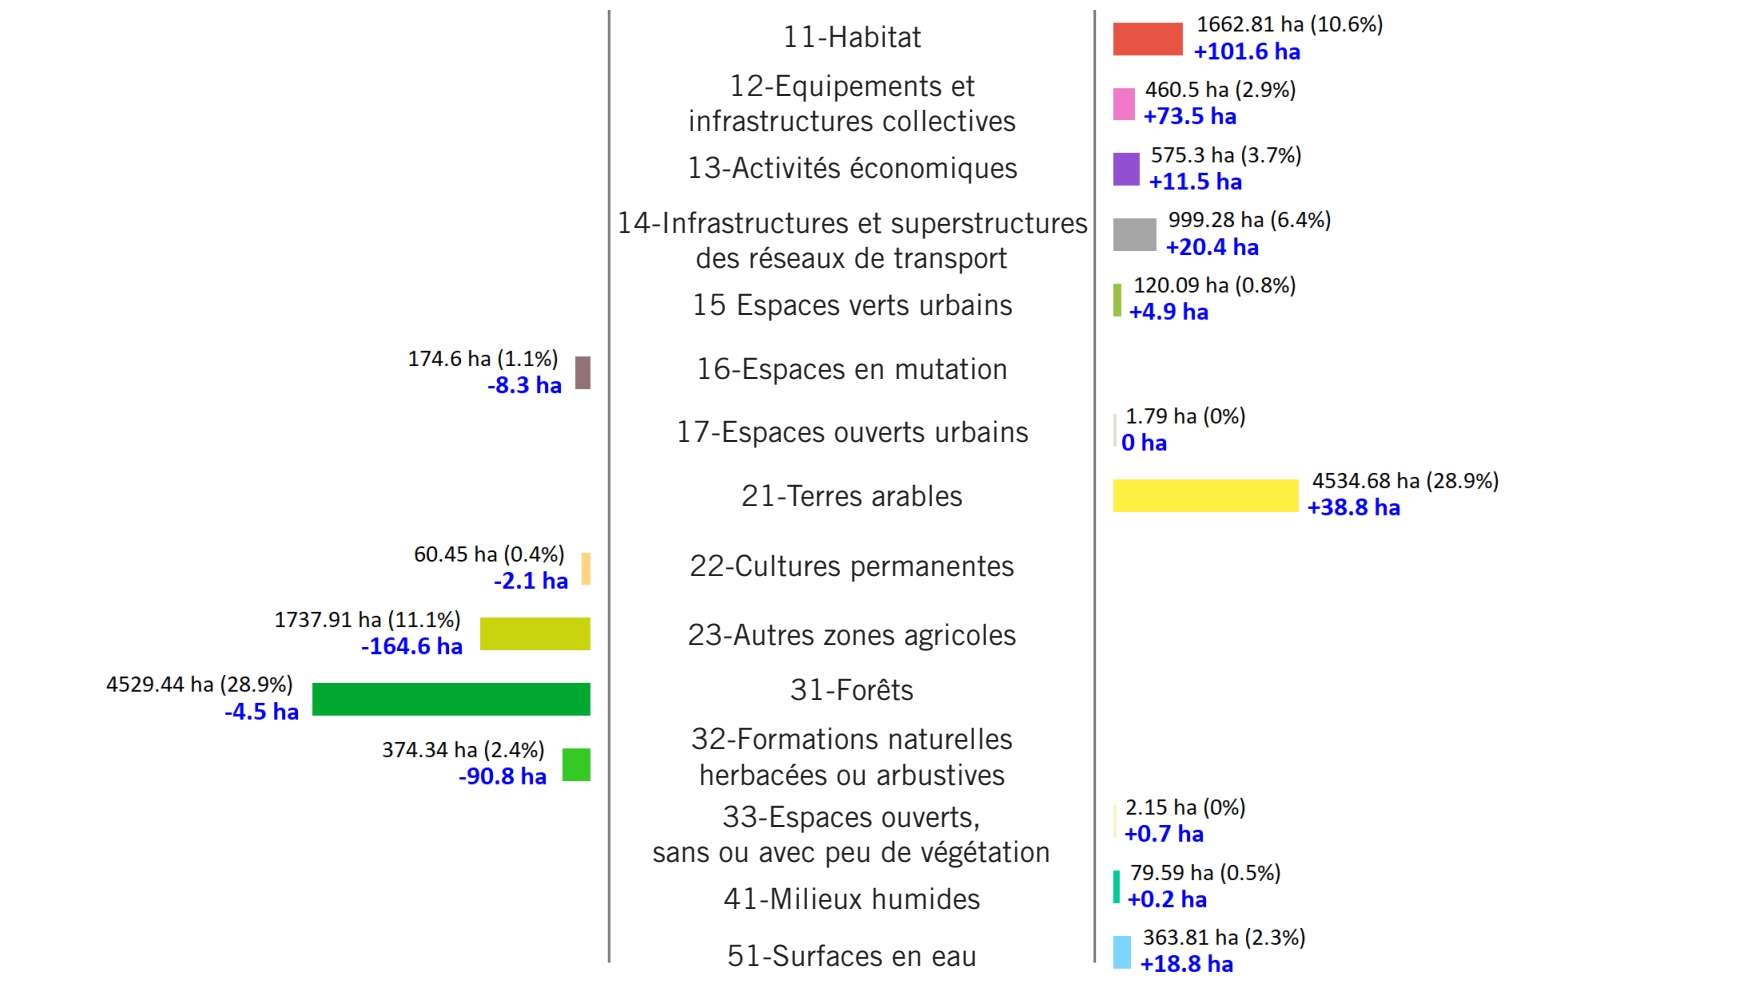 11-Habitat
1662.81 ha (10.6%)
+101.6 ha
12-Equipements et
infrastructures collectives
460.5 ha (2.9%)
+73.5 ha
13-Activités économiques
575.3 ha (3.7%)
+11.5 ha
14-Infrastructures et superstructures
des réseaux de transport
999.28 ha (6.4%)
+20.4 ha
15 Espaces verts urbains
120.09 ha (0.8%)
+4.9 ha
174.6 ha (1.1%)
-8.3 ha
16-Espaces en mutation
17-Espaces ouverts urbains
1.79 ha (0%)
0 ha
21-Terres arables
4534.68 ha (28.9%)
+38.8 ha
60.45 ha (0.4%)
-2.1 ha
22-Cultures permanentes
1737.91 ha (11.1%)
-164.6 ha
23-Autres zones agricoles
4529.44 ha (28.9%)
-4.5 ha
31-Forêts
374.34 ha (2.4%)
-90.8 ha
32-Formations naturelles
herbacées ou arbustives
33-Espaces ouverts,
sans ou avec peu de végétation
2.15 ha (0%)
+0.7 ha
41-Milieux humides
79.59 ha (0.5%)
+0.2 ha
51-Surfaces en eau
363.81 ha (2.3%)
+18.8 ha